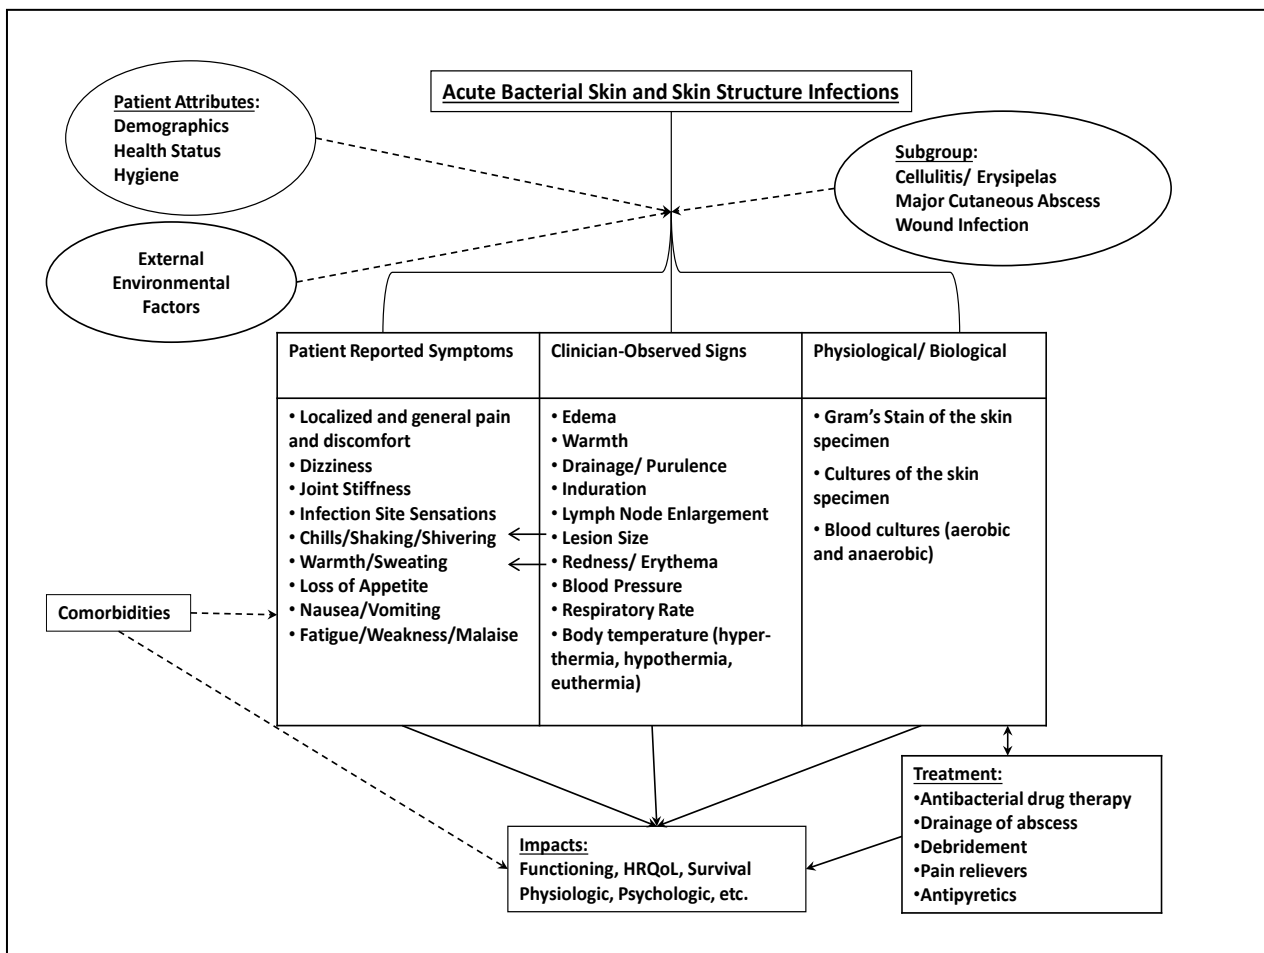 Acute Bacterial Skin and Skin Structure Infections
Patient Attributes:
Demographics
Health Status
Hygiene
Subgroup:
Cellulitis/ Erysipelas
Major Cutaneous Abscess
Wound Infection
External
Environmental
Factors
Patient Reported Symptoms
• Localized and general pain
and discomfort
• Dizziness
• Joint Stiffness
• Infection Site Sensations
• Chills/Shaking/Shivering
• Warmth/Sweating
• Loss of Appetite
• Nausea/Vomiting
• Fatigue/Weakness/Malaise
Clinician-Observed Signs
• Edema
• Warmth
• Drainage/ Purulence
• Induration
• Lymph Node Enlargement
• Lesion Size
• Redness/ Erythema
• Blood Pressure
• Respiratory Rate
• Body temperature (hyper-
thermia, hypothermia,
euthermia)
Physiological/ Biological
• Gram’s Stain of the skin
specimen
• Cultures of the skin
specimen
• Blood cultures (aerobic
and anaerobic)
Comorbidities
Impacts:
Functioning, HRQoL, Survival
Physiologic, Psychologic, etc.
Treatment:
•Antibacterial drug therapy
•Drainage of abscess
•Debridement
•Pain relievers
•Antipyretics